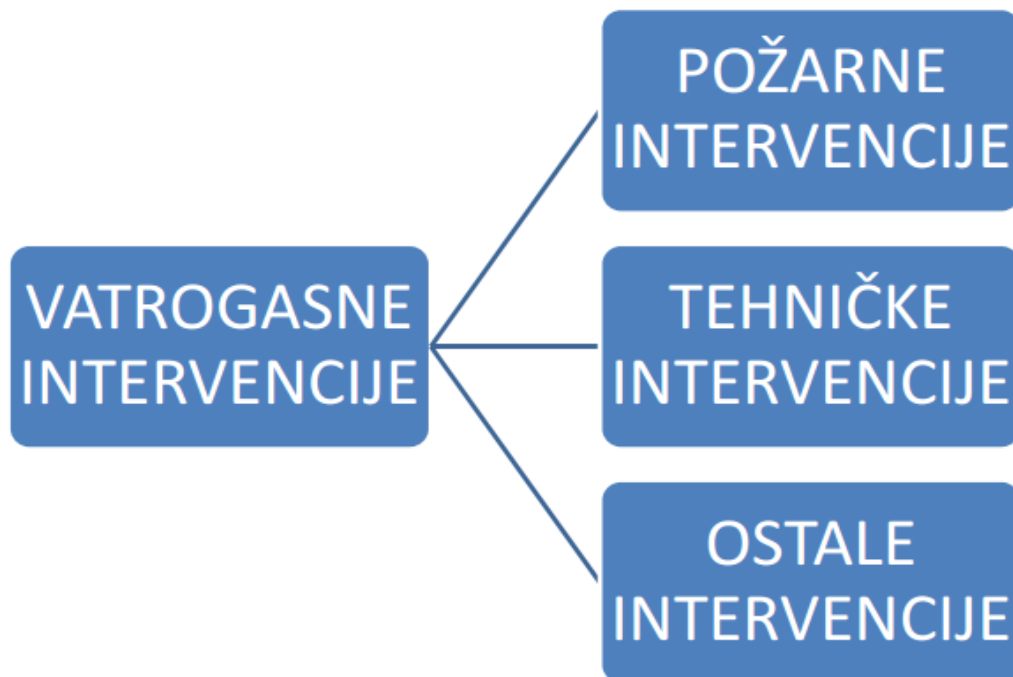 VATROGASNE
INTERVENCIJE
POŽARNE
INTERVENCIJE
TEHNIČKE
INTERVENCIJE
OSTALE
INTERVENCIJE